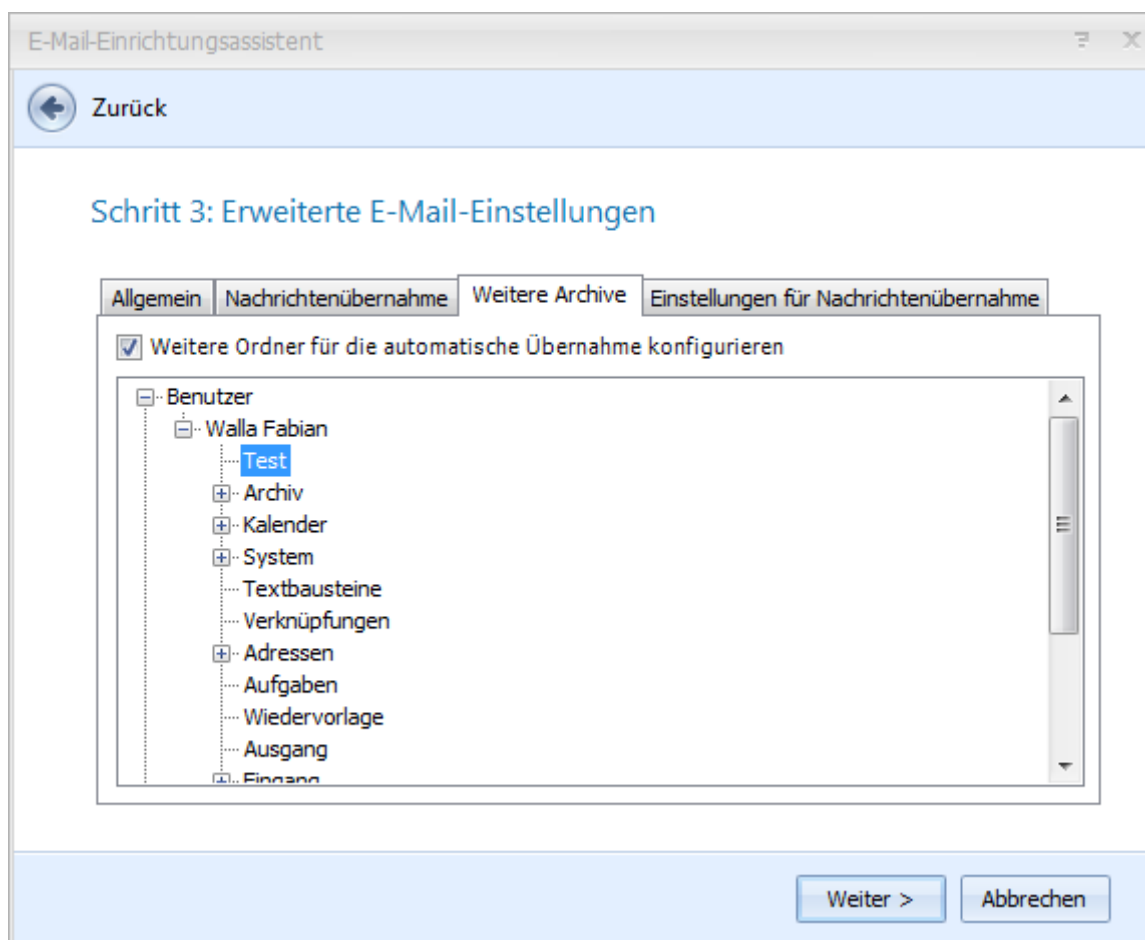 E-Mail-Einrichtungsassistent
Zurück
Schritt 3: Erweiterte E-Mail-Einstellungen
Allgemein Nachrichtenübernahme Weitere Archive Einstellungen für Nachrichtenübernahme
Weitere Ordner für die automatische Übernahme konfigurieren
Benutzer
Walla Fabian
Test
Archiv
Kalender
System
Textbausteine
Verknüpfungen
Adressen
Aufgaben
Wiedervorlage
Ausgang
Eingang
Weiter > Abbrechen